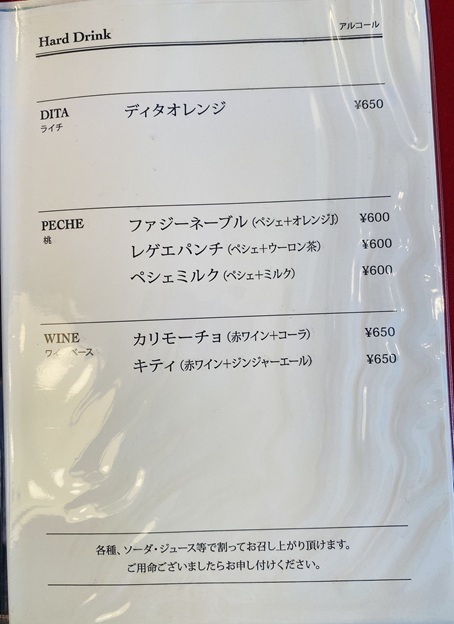 Hard Drink アルコール
DITA ディタオレンジ ¥650
ライチ
PECHE ファジーネーブル (ペシェ+オレンジJ) ¥600
桃
レゲエパンチ (ペシェ+ウーロン茶) ¥600
ペシェミルク (ペシェ+ミルク) ¥600
WINE カリモーチョ (赤ワイン+コーラ) ¥650
キティ (赤ワイン+ジンジャーエール) ¥650
各種、ソーダ・ジュース等で割ってお召し上がり頂けます。
ご用命ございましたらお申し付けください。